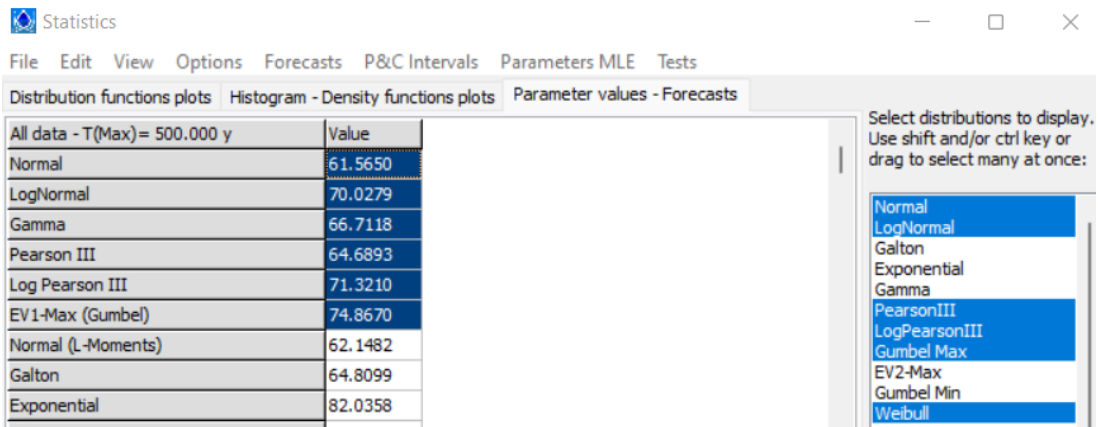 Statistics
File Edit View Options Forecasts P&C Intervals Parameters MLE Tests
Distribution functions plots Histogram - Density functions plots Parameter values - Forecasts
All data - T(Max)= 500.000 y Value
Normal 61.5650
LogNormal 70.0279
Gamma 66.7118
Pearson III 64.6893
Log Pearson III 71.3210
EV1-Max (Gumbel) 74.8670
Normal (L-Moments) 62.1482
Galton 64.8099
Exponential 82.0358
Select distributions to display.
Use shift and/or ctrl key or
drag to select many at once:
Normal
LogNormal
Galton
Exponential
Gamma
PearsonIII
LogPearsonIII
Gumbel Max
EV2-Max
Gumbel Min
Weibull